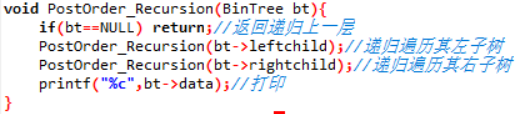 void PostOrder_Recursion(BinTree bt){
    if(bt==NULL) return;//返回递归上一层
    PostOrder_Recursion(bt->leftchild);//递归遍历其左子树
    PostOrder_Recursion(bt->rightchild);//递归遍历其右子树
    printf("%c",bt->data);//打印
}